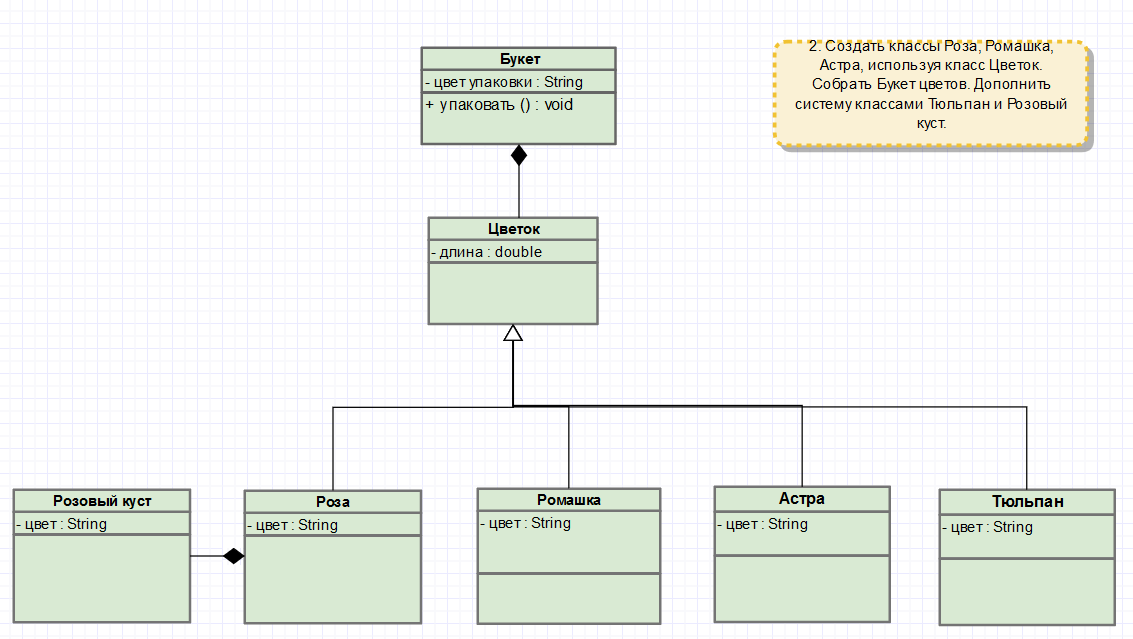 2. Создать классы Роза, Ромашка,
Астра, используя класс Цветок.
Собрать Букет цветов. Дополнить
систему классами Тюльпан и Розовый
куст.
Букет
- цвет упаковки : String
+ упаковать () : void
Цветок
- длина : double
Розовый куст
- цвет : String
Роза
- цвет : String
Ромашка
- цвет : String
Астра
- цвет : String
Тюльпан
- цвет : String